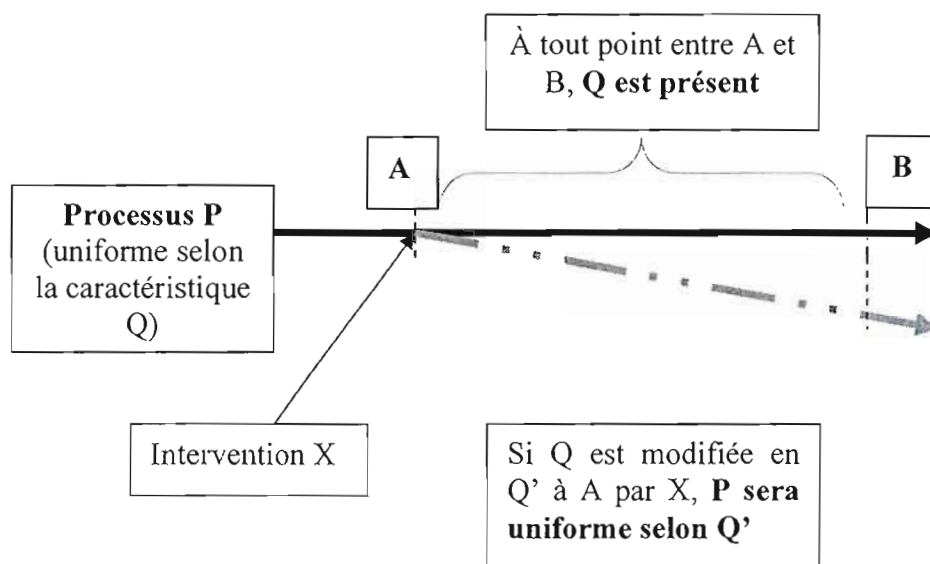 À tout point entre A et
B, Q est présent
A
B
Processus P
(uniforme selon
la caractéristique
Q)
Intervention X
Si Q est modifiée en
Q’ à A par X, P sera
uniforme selon Q’